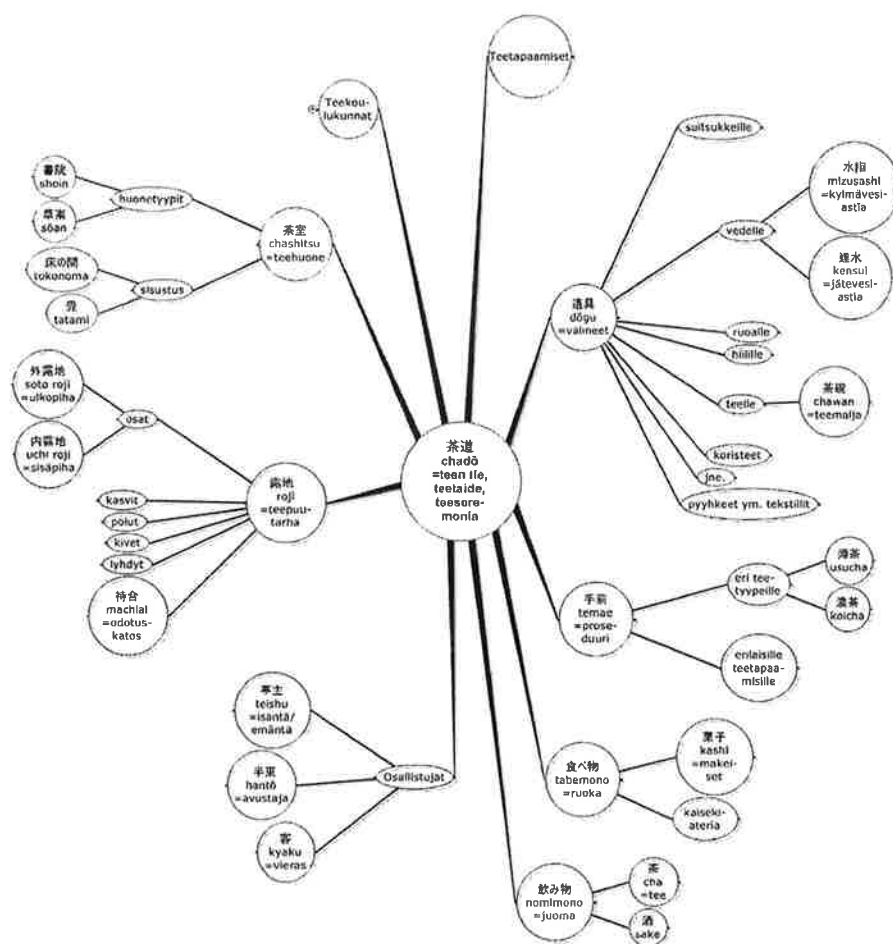 Teetapaamiset
Teekou-
lukunnat
書院
shoin
草案
sōan
huonetyypit
茶室
chashitsu
=teehuone
床の間
tokonoma
畳
tatami
sisustus
外露地
soto roji
=ulkopiha
内露地
uchi roji
=sisäpiha
osat
露地
roji
=teepuu-
tarha
kasvit
polut
kivet
lyhdyt
待合
machiai
=odotus-
katos
茶道
chadō
=teen tie,
teetaide,
teesere-
monia
suitsukkeille
水指
mizusashi
=kylmävesi-
astia
vedelle
建水
kensui
=jätevesi-
astia
道具
dōgu
=välineet
ruoalle
hiilille
teelle
茶碗
chawan
=teemalja
koristeet
jne.
pyyhkeet ym. tekstiilit
手前
temae
=prose-
duuri
eri tee-
tyypeille
薄茶
usucha
濃茶
koicha
erilaisille
teetapaa-
misille
亭主
teishu
=isäntä/
emäntä
半東
hantō
=avustaja
客
kyaku
=vieras
Osallistujat
食べ物
tabemono
=ruoka
菓子
kashi
=makei-
set
kaiseki-
ateria
飲み物
nomimono
=juoma
茶
cha
=tee
酒
sake